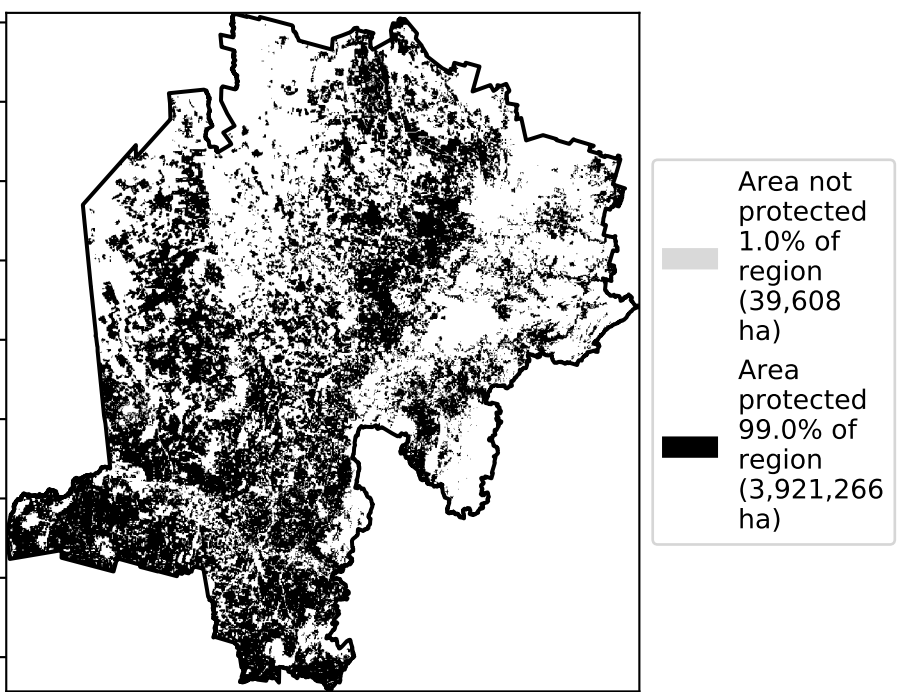 Area not
protected
1.0% of
region
(39,608
ha)
Area
protected
99.0% of
region
(3,921,266
ha)